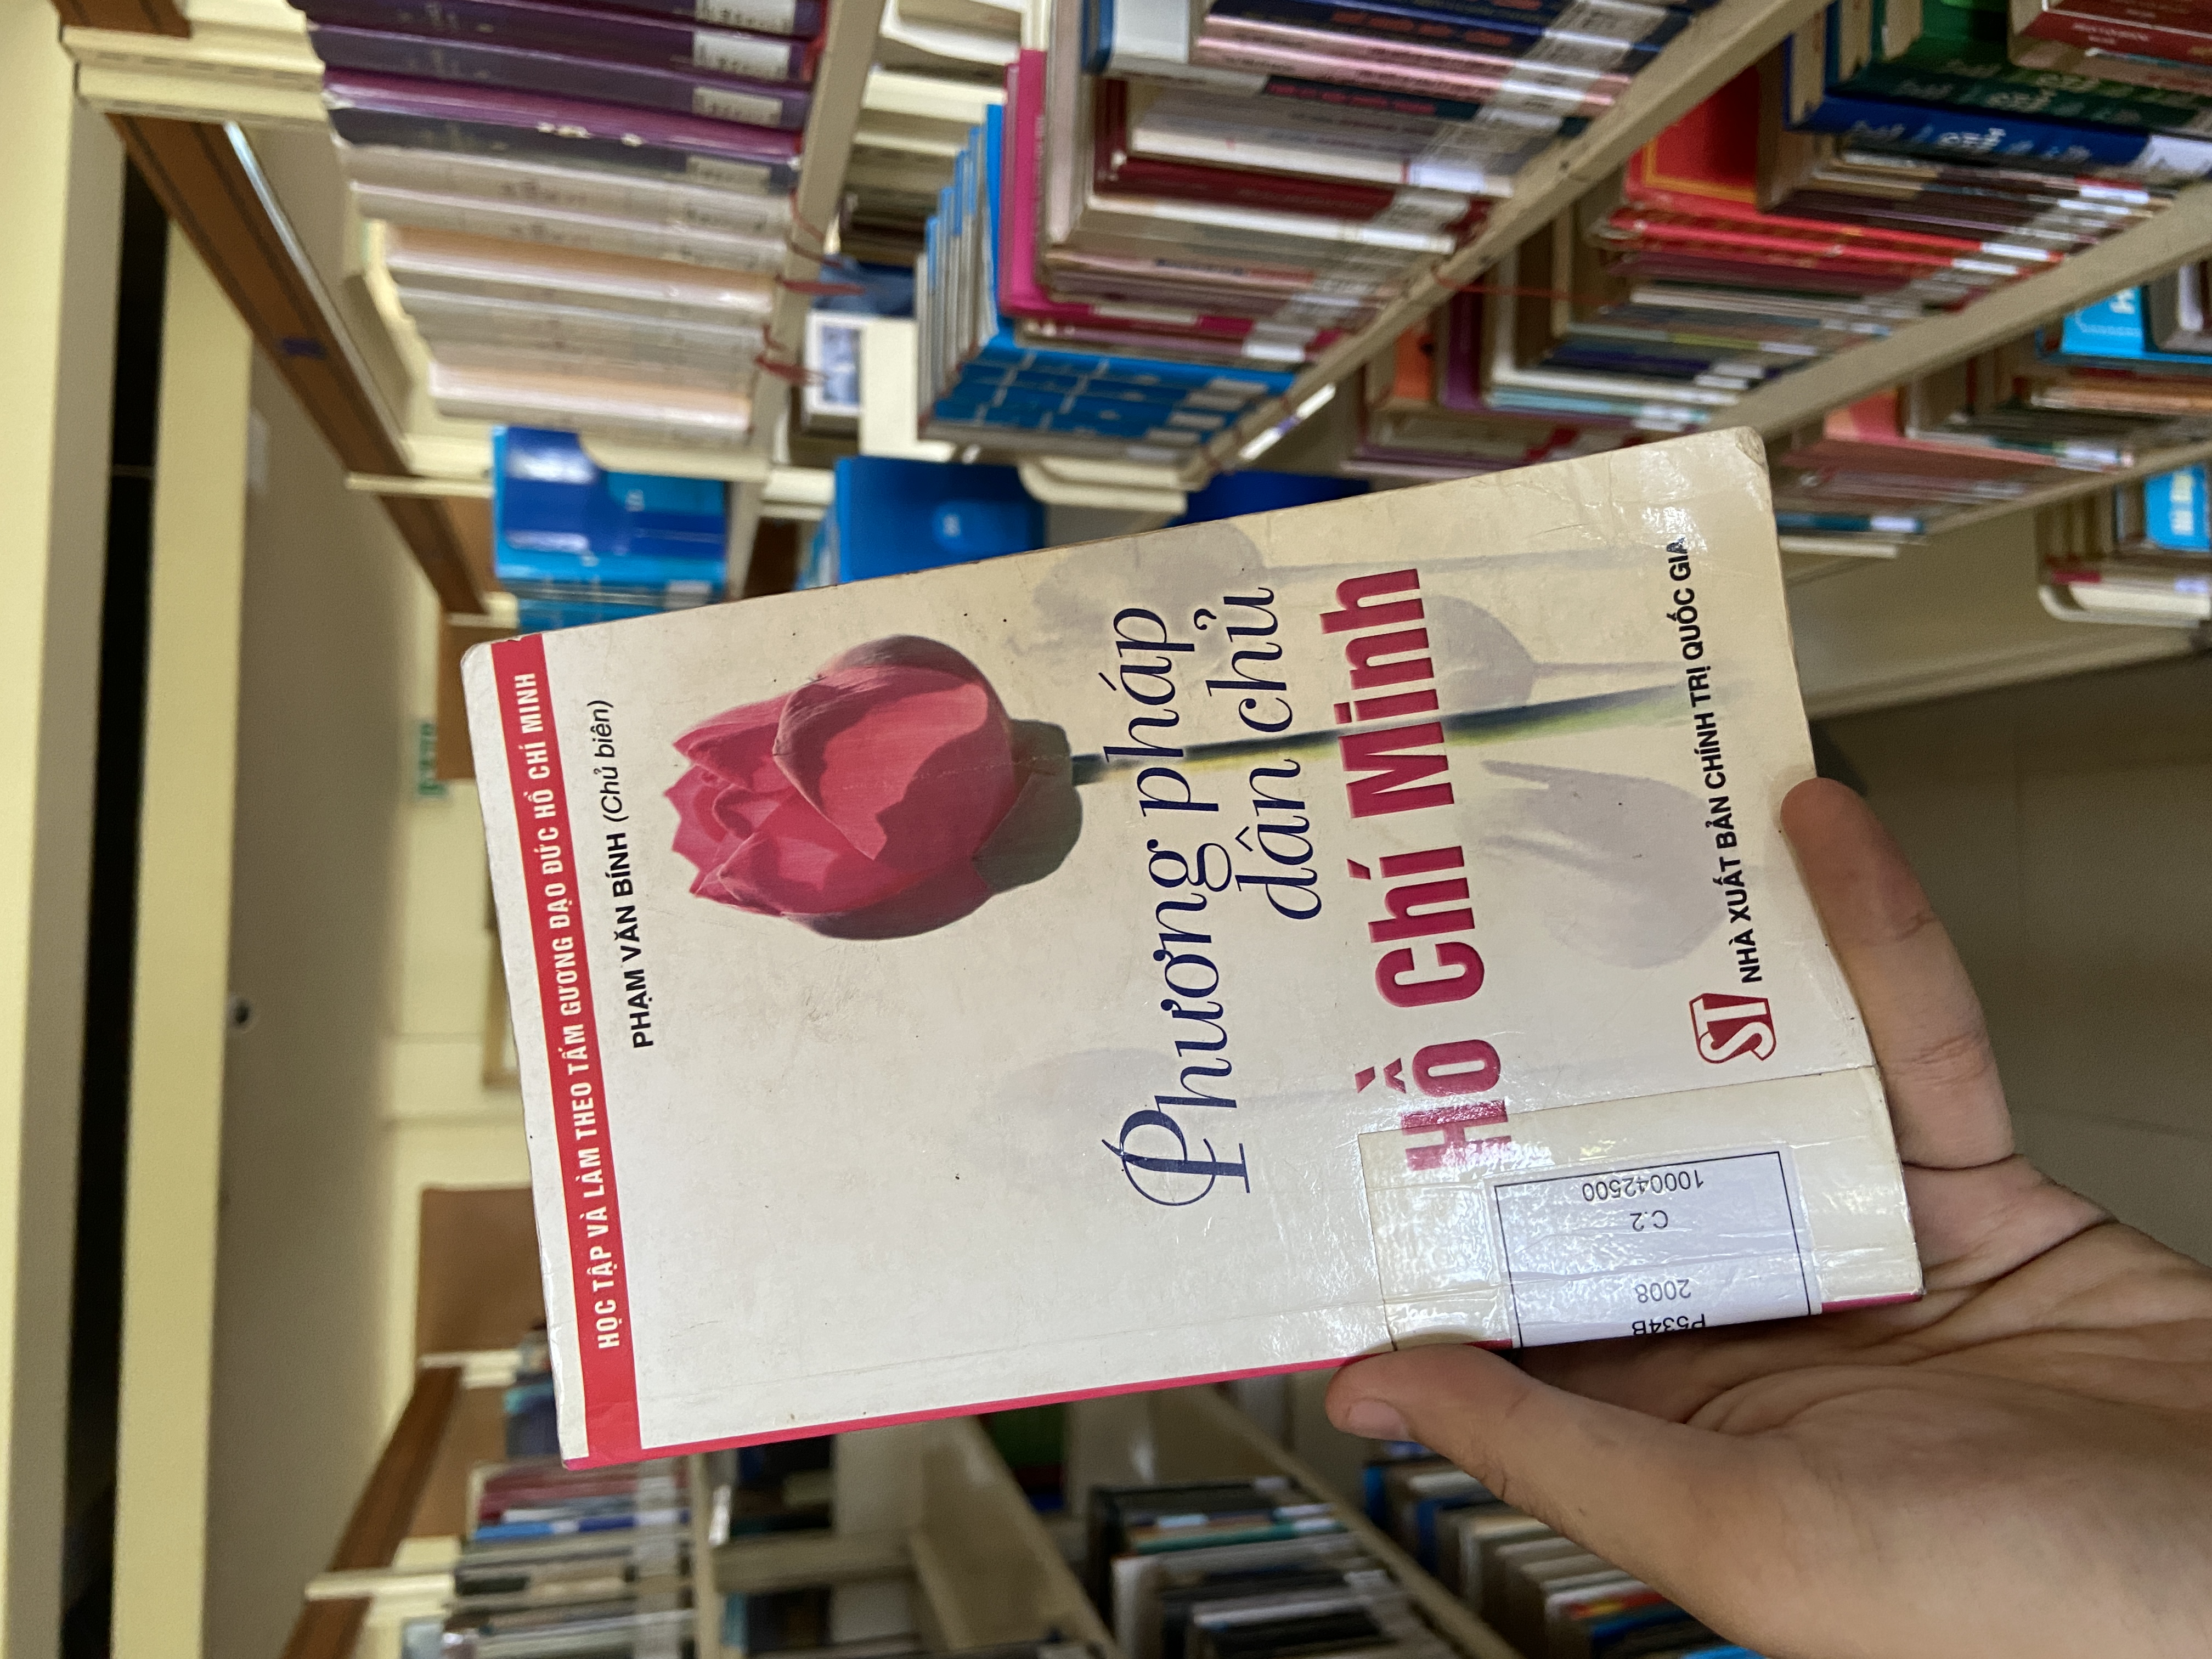 HỌC TẬP VÀ LÀM THEO TẤM GƯƠNG ĐẠO ĐỨC HỒ CHÍ MINH
PHẠM VĂN BÍNH (Chủ biên)
Phương pháp
dân chủ
Hồ Chí Minh
P534B
2008
C.2
100042500
ST NHÀ XUẤT BẢN CHÍNH TRỊ QUỐC GIA